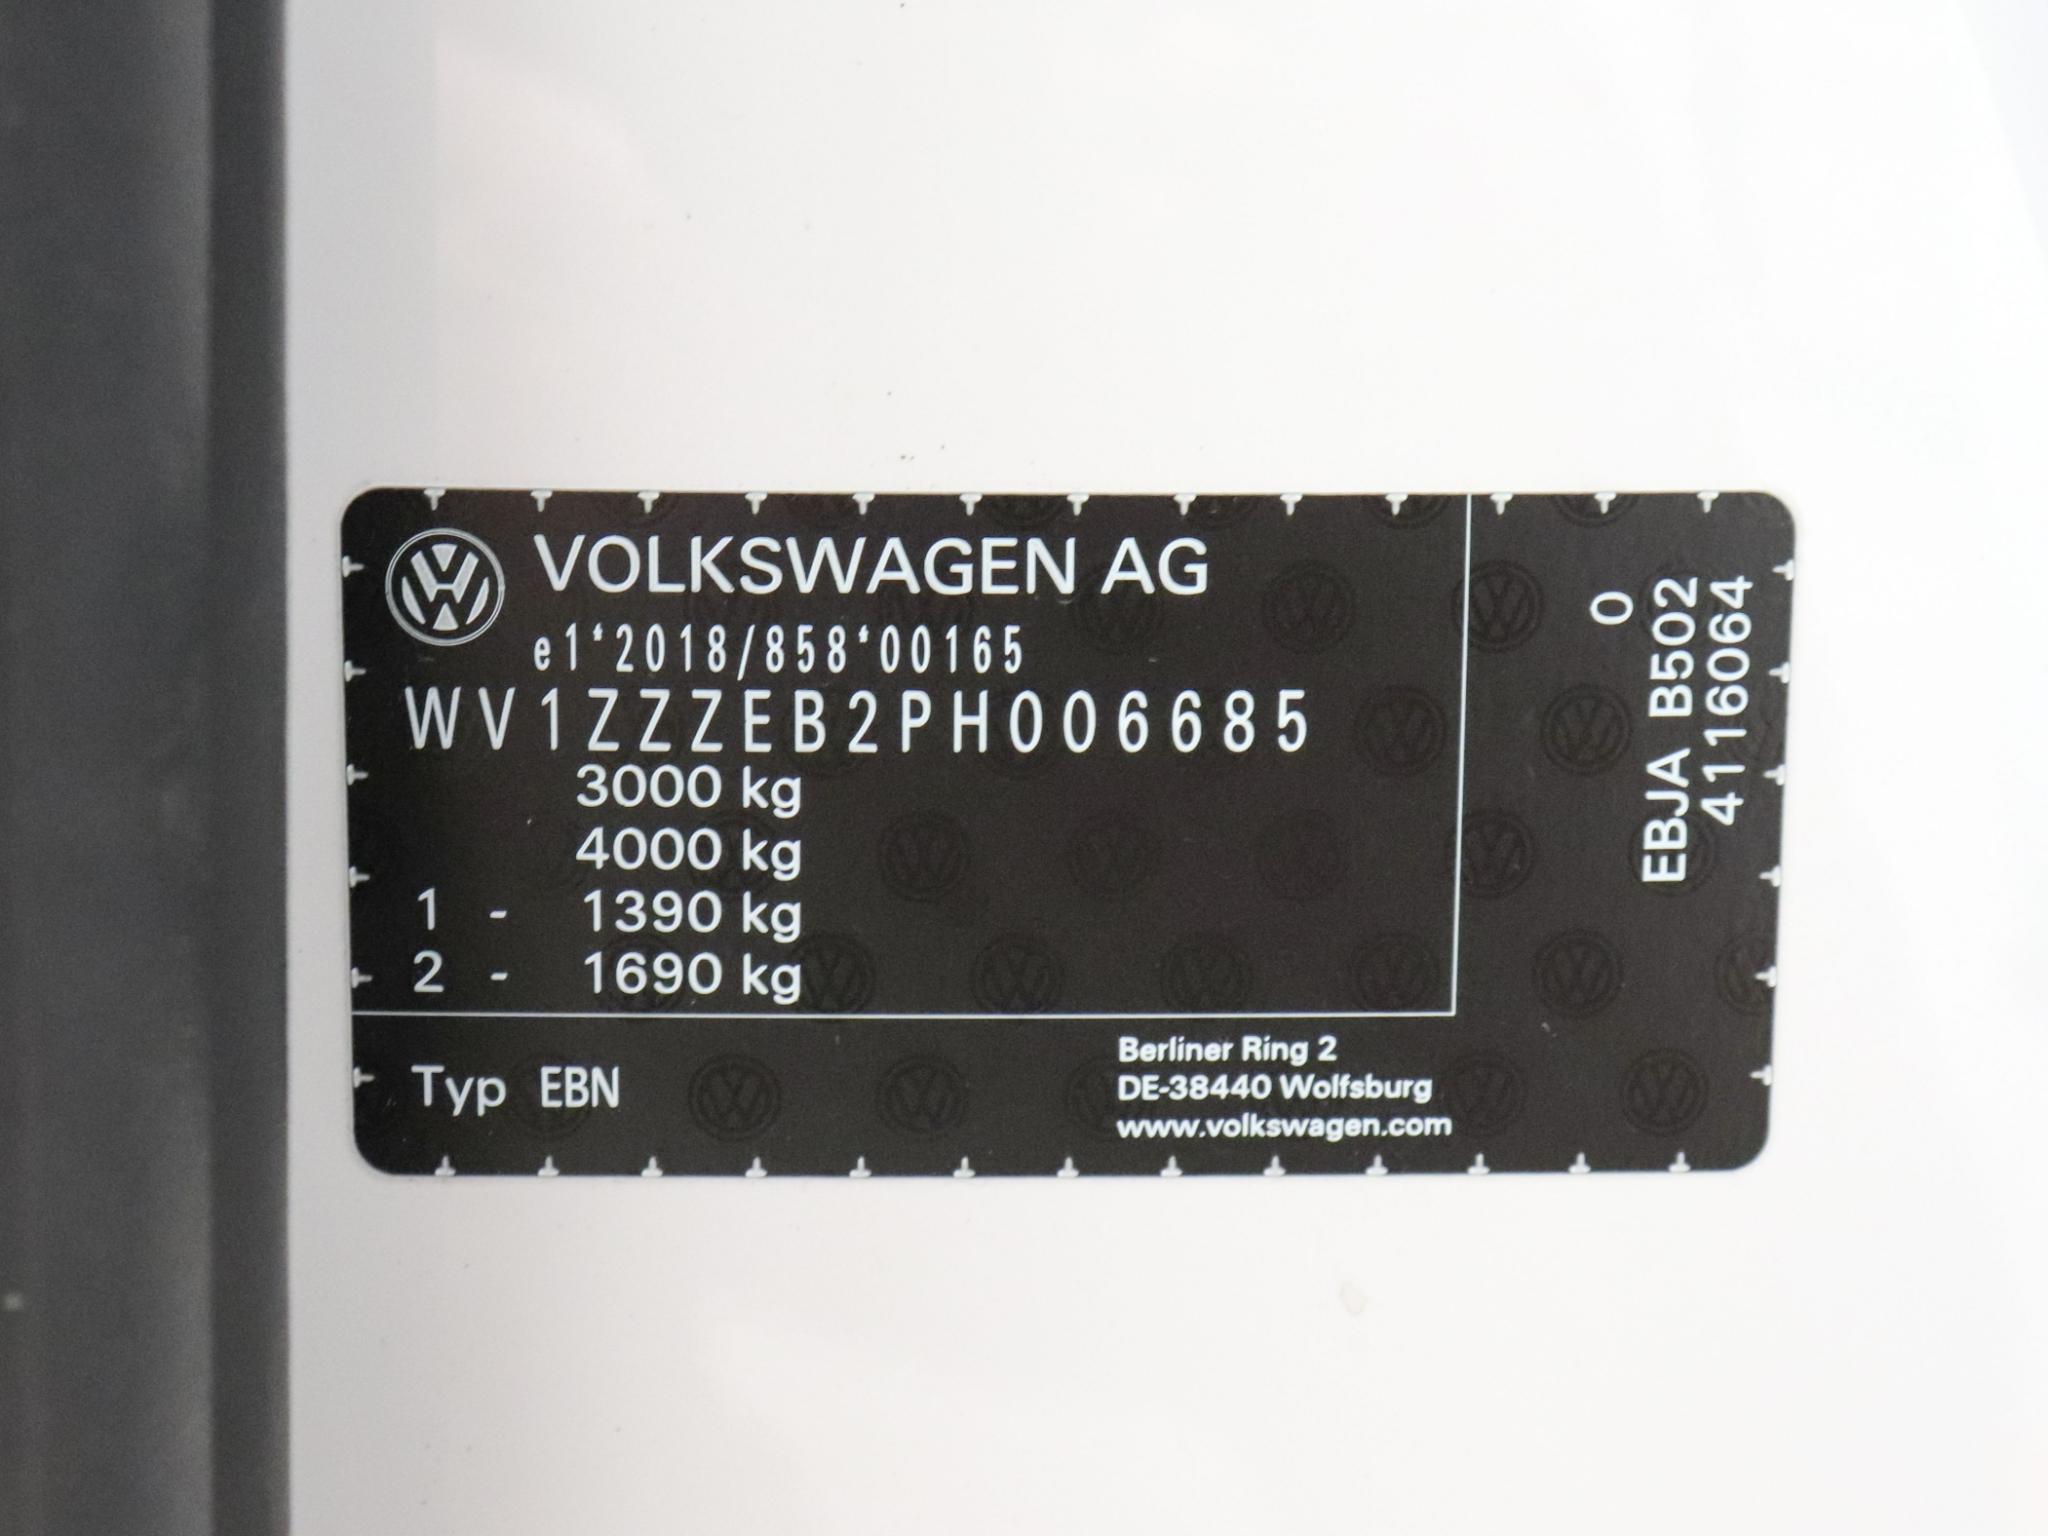 VOLKSWAGEN AG
e1*2018/858*00165
WV1ZZZEB2PH006685
3000 kg
4000 kg
1 - 1390 kg
2 - 1690 kg
Typ EBN
Berliner Ring 2
DE-38440 Wolfsburg
www.volkswagen.com
0
EBJA B502
4116064